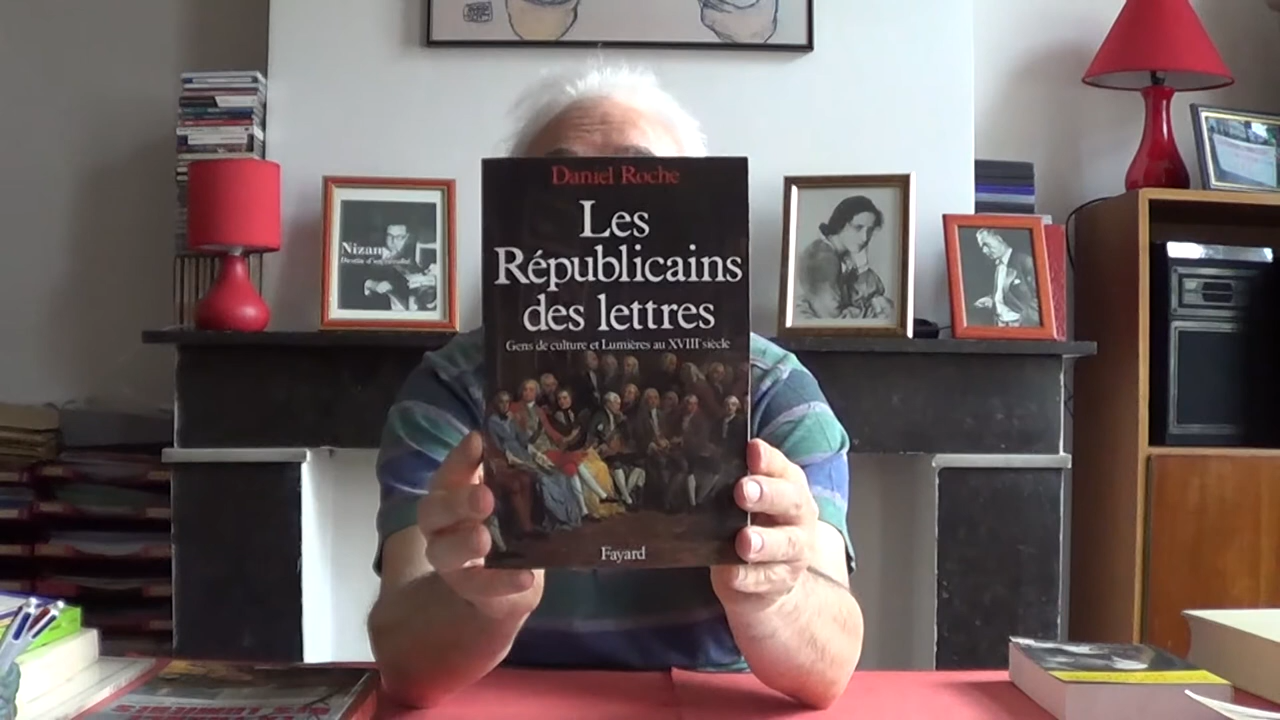 Daniel Roche
Les
Républicains
des lettres
Gens de culture et Lumières au XVIIIᵉ siècle
Fayard
Nizan